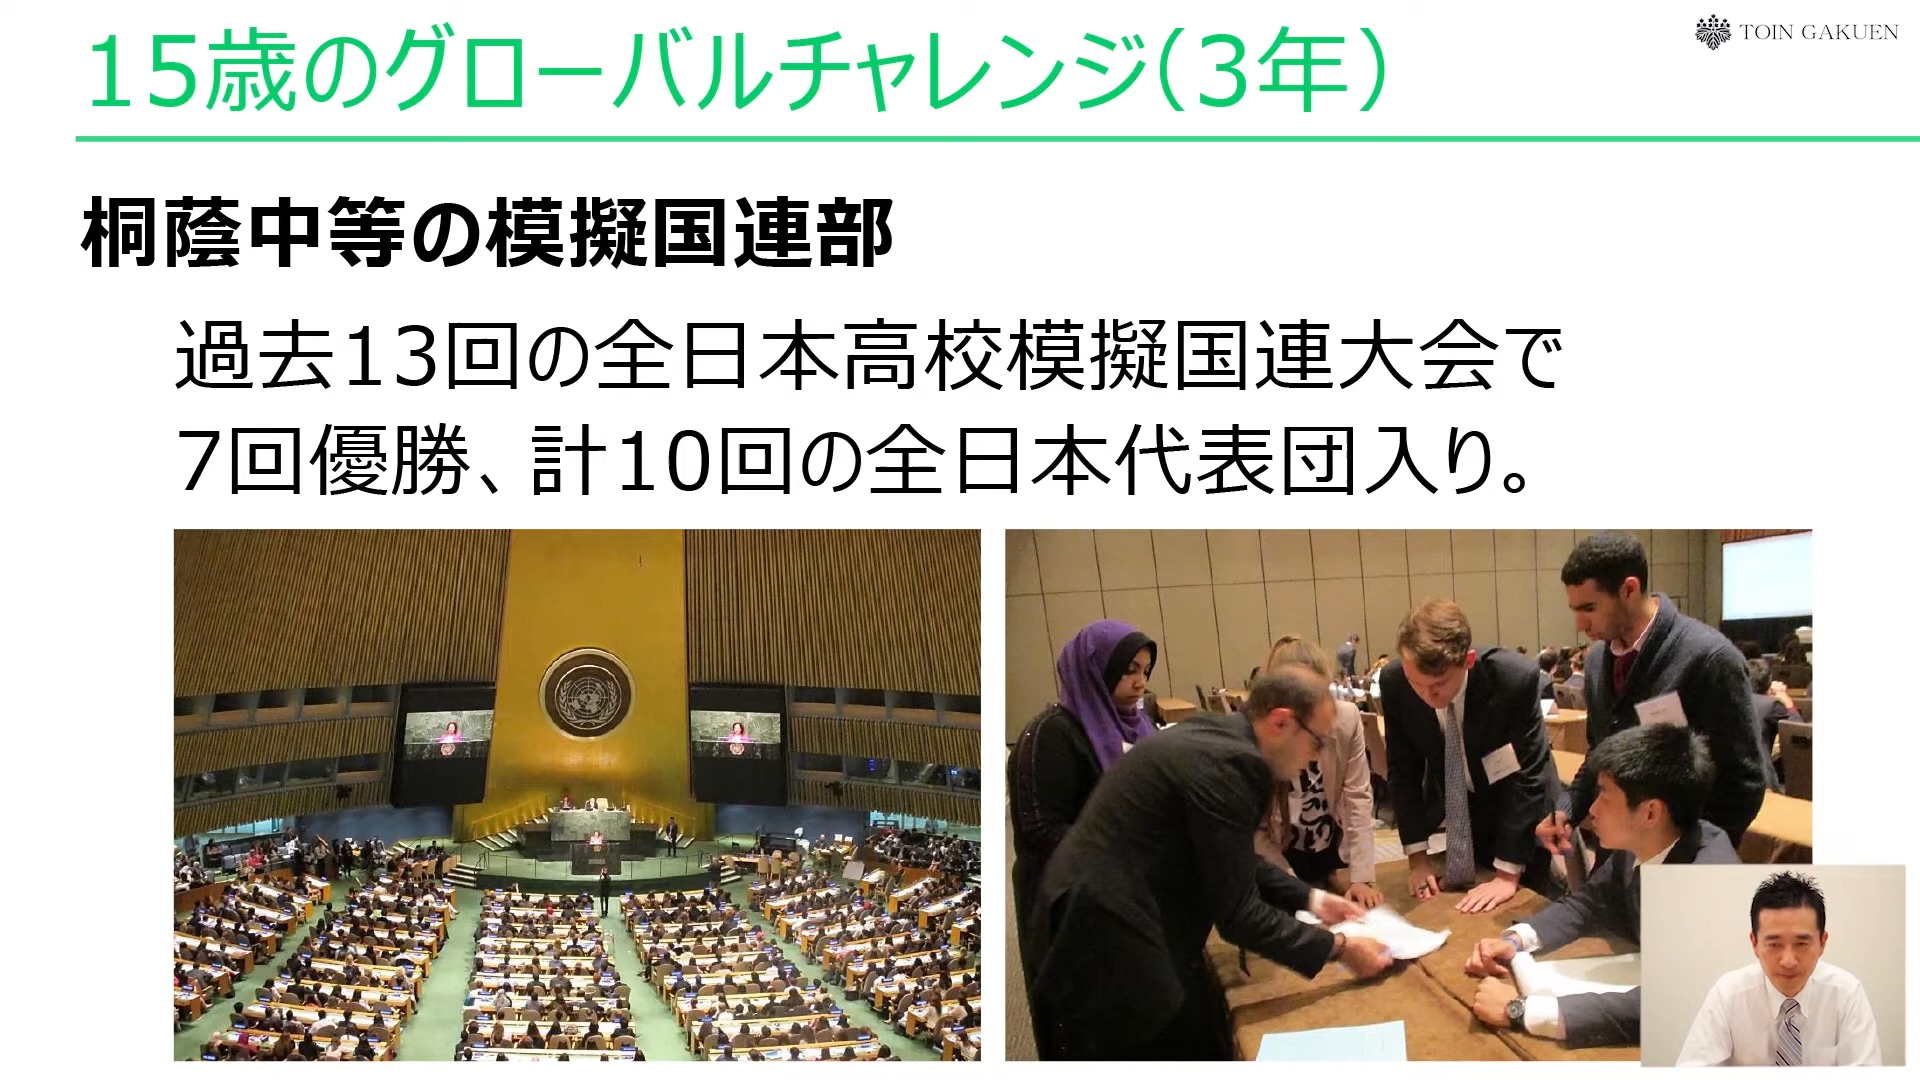 15歳のグローバルチャレンジ（3年）
TOIN GAKUEN
桐蔭中等の模擬国連部
過去13回の全日本高校模擬国連大会で
7回優勝、計10回の全日本代表団入り。